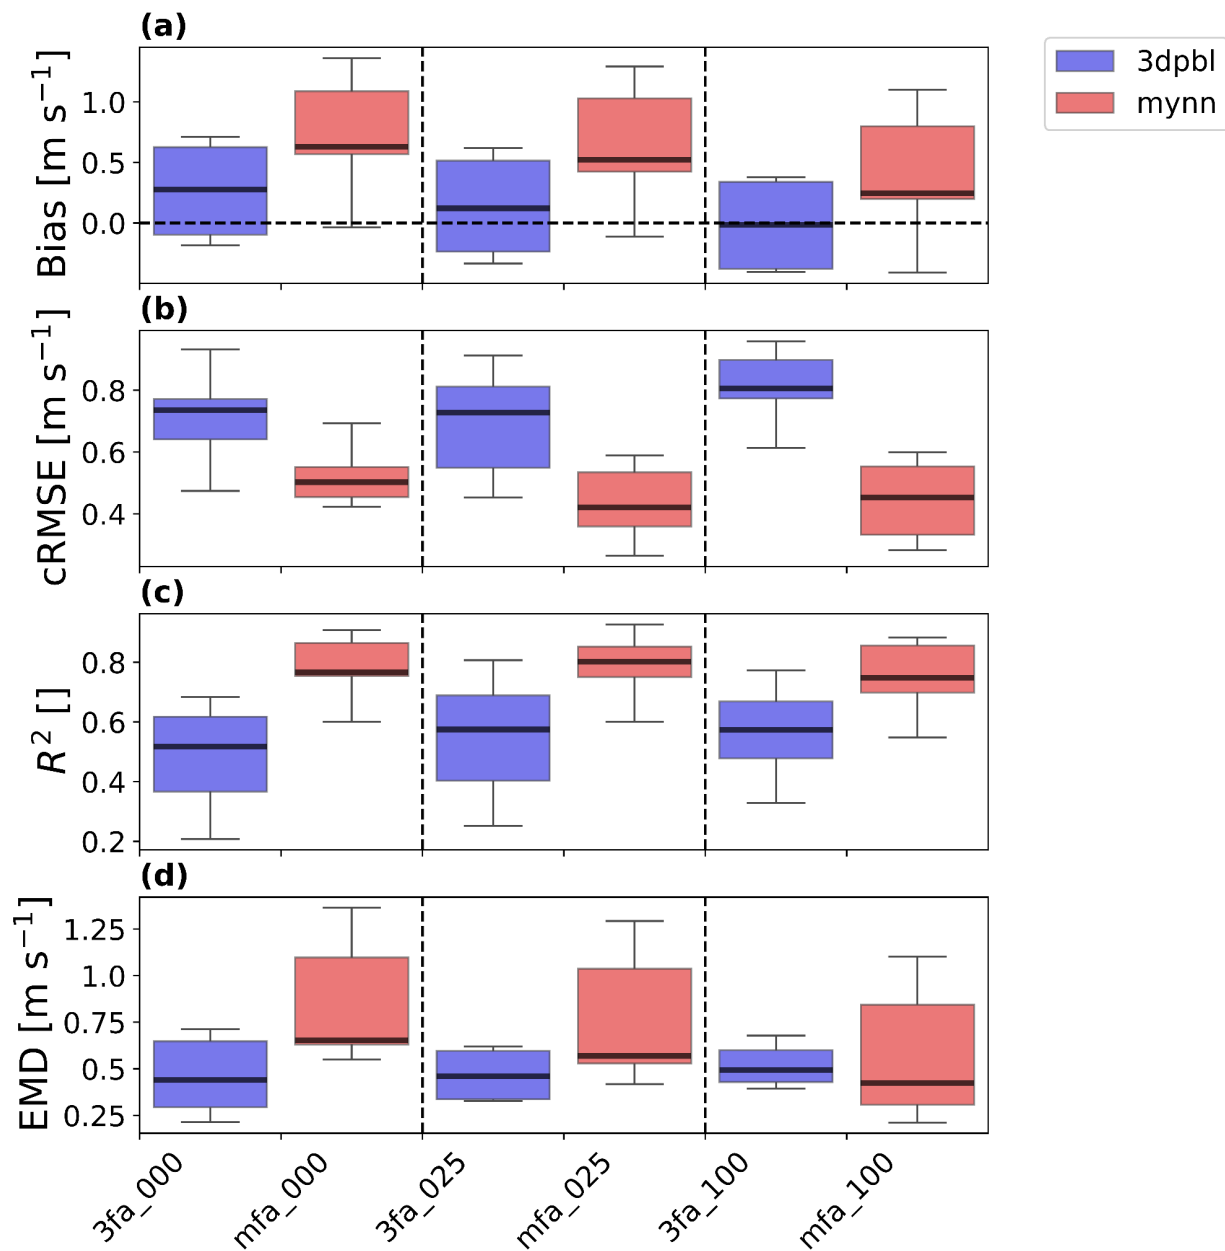 (a)
3dpbl
mynn
Bias [m s⁻¹]
1.0
0.5
0.0
(b)
cRMSE [m s⁻¹]
0.8
0.6
0.4
(c)
R² []
0.8
0.6
0.4
0.2
(d)
EMD [m s⁻¹]
1.25
1.0
0.75
0.5
0.25
3fa_000
mfa_000
3fa_025
mfa_025
3fa_100
mfa_100